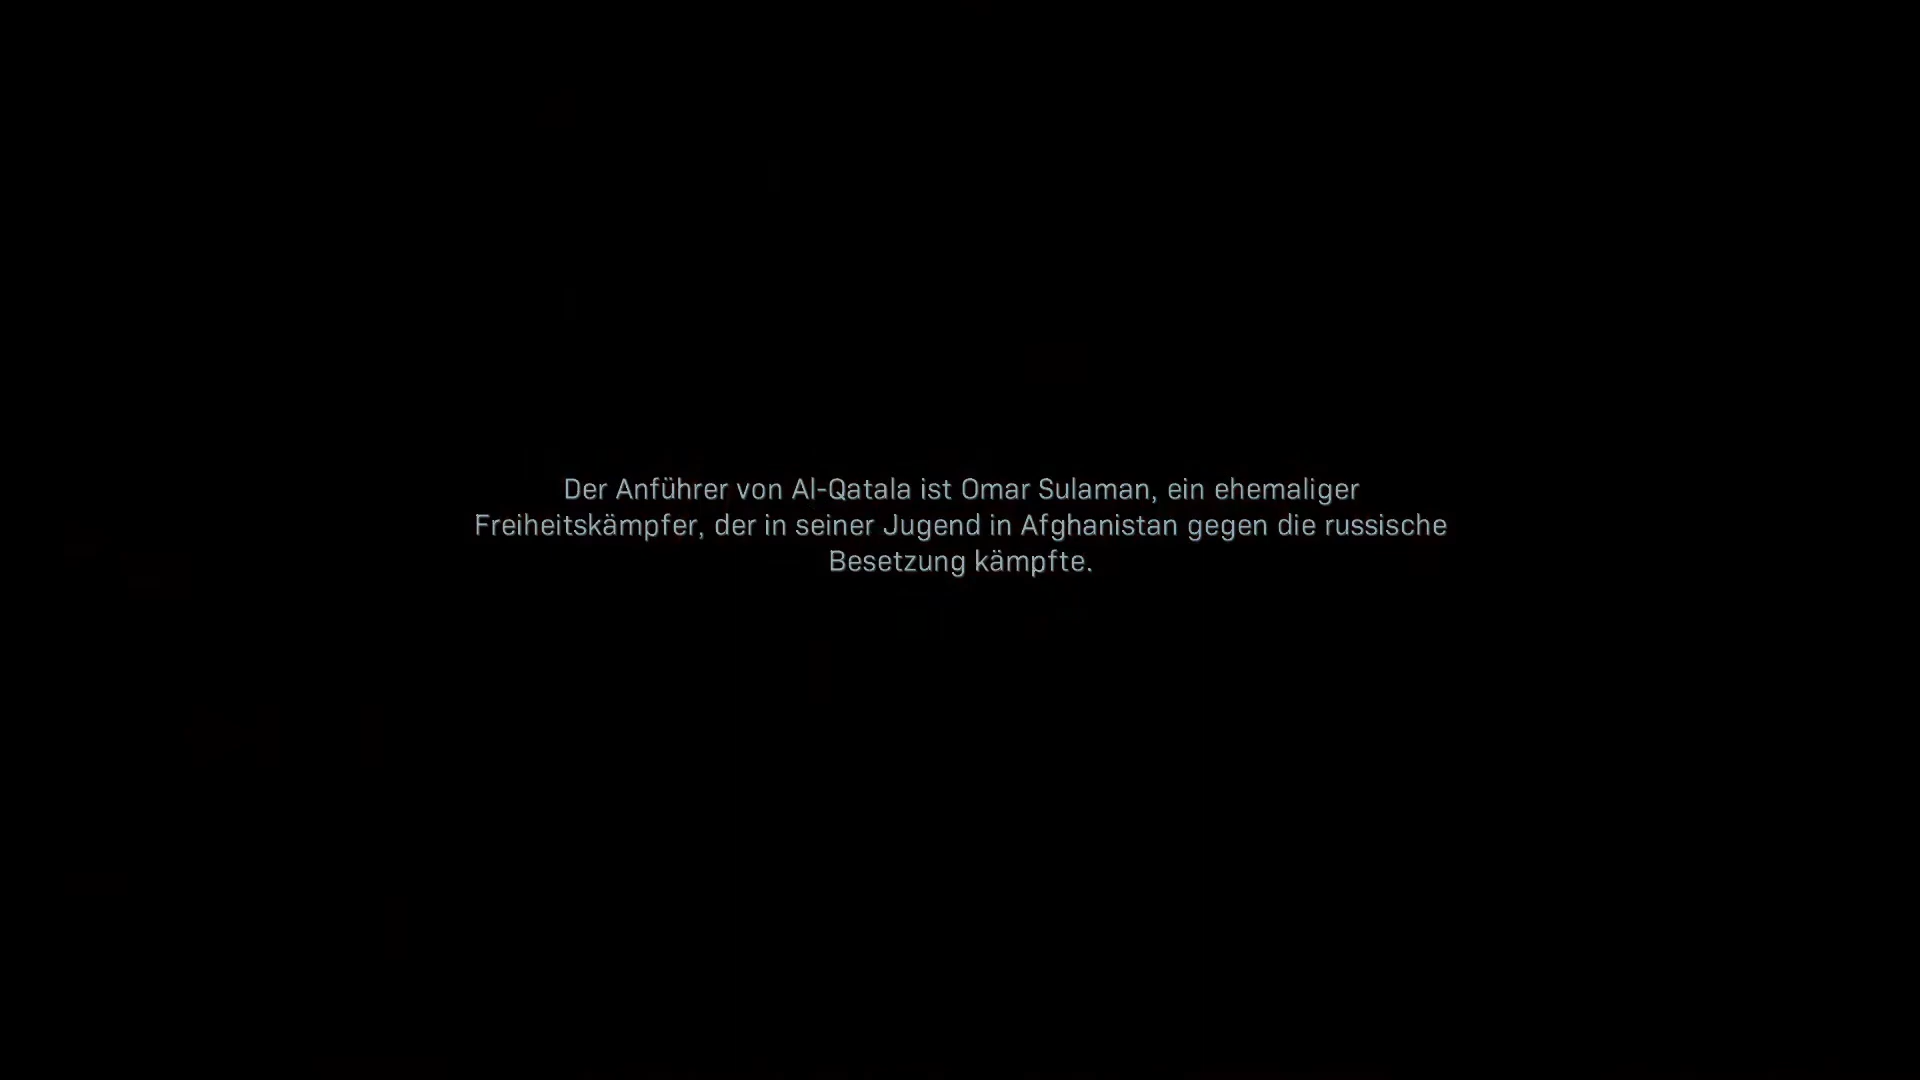 Der Anführer von Al-Qatala ist Omar Sulaman, ein ehemaliger
Freiheitskämpfer, der in seiner Jugend in Afghanistan gegen die russische
Besetzung kämpfte.